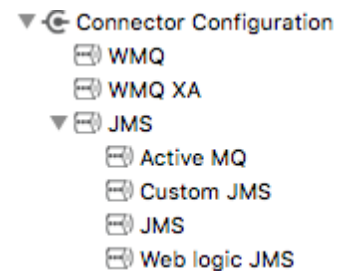 Connector Configuration
WMQ
WMQ XA
JMS
Active MQ
Custom JMS
JMS
Web logic JMS